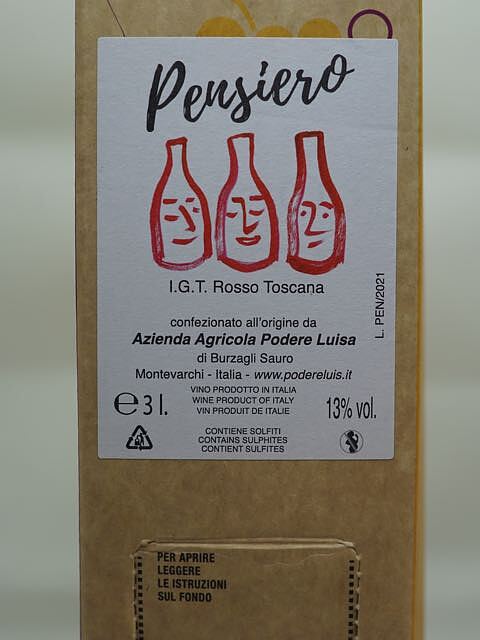 Pensiero
I.G.T. Rosso Toscana
confezionato all'origine da
Azienda Agricola Podere Luisa
di Burzagli Sauro
Montevarchi - Italia - www.podereluis.it
VINO PRODOTTO IN ITALIA
WINE PRODUCT OF ITALY
VIN PRODUIT DE ITALIE
℮ 3 l.
13% vol.
CONTIENE SOLFITI
CONTAINS SULPHITES
CONTIENT SULFITES
L. PEN/2021
PER APRIRE
LEGGERE
LE ISTRUZIONI
SUL FONDO